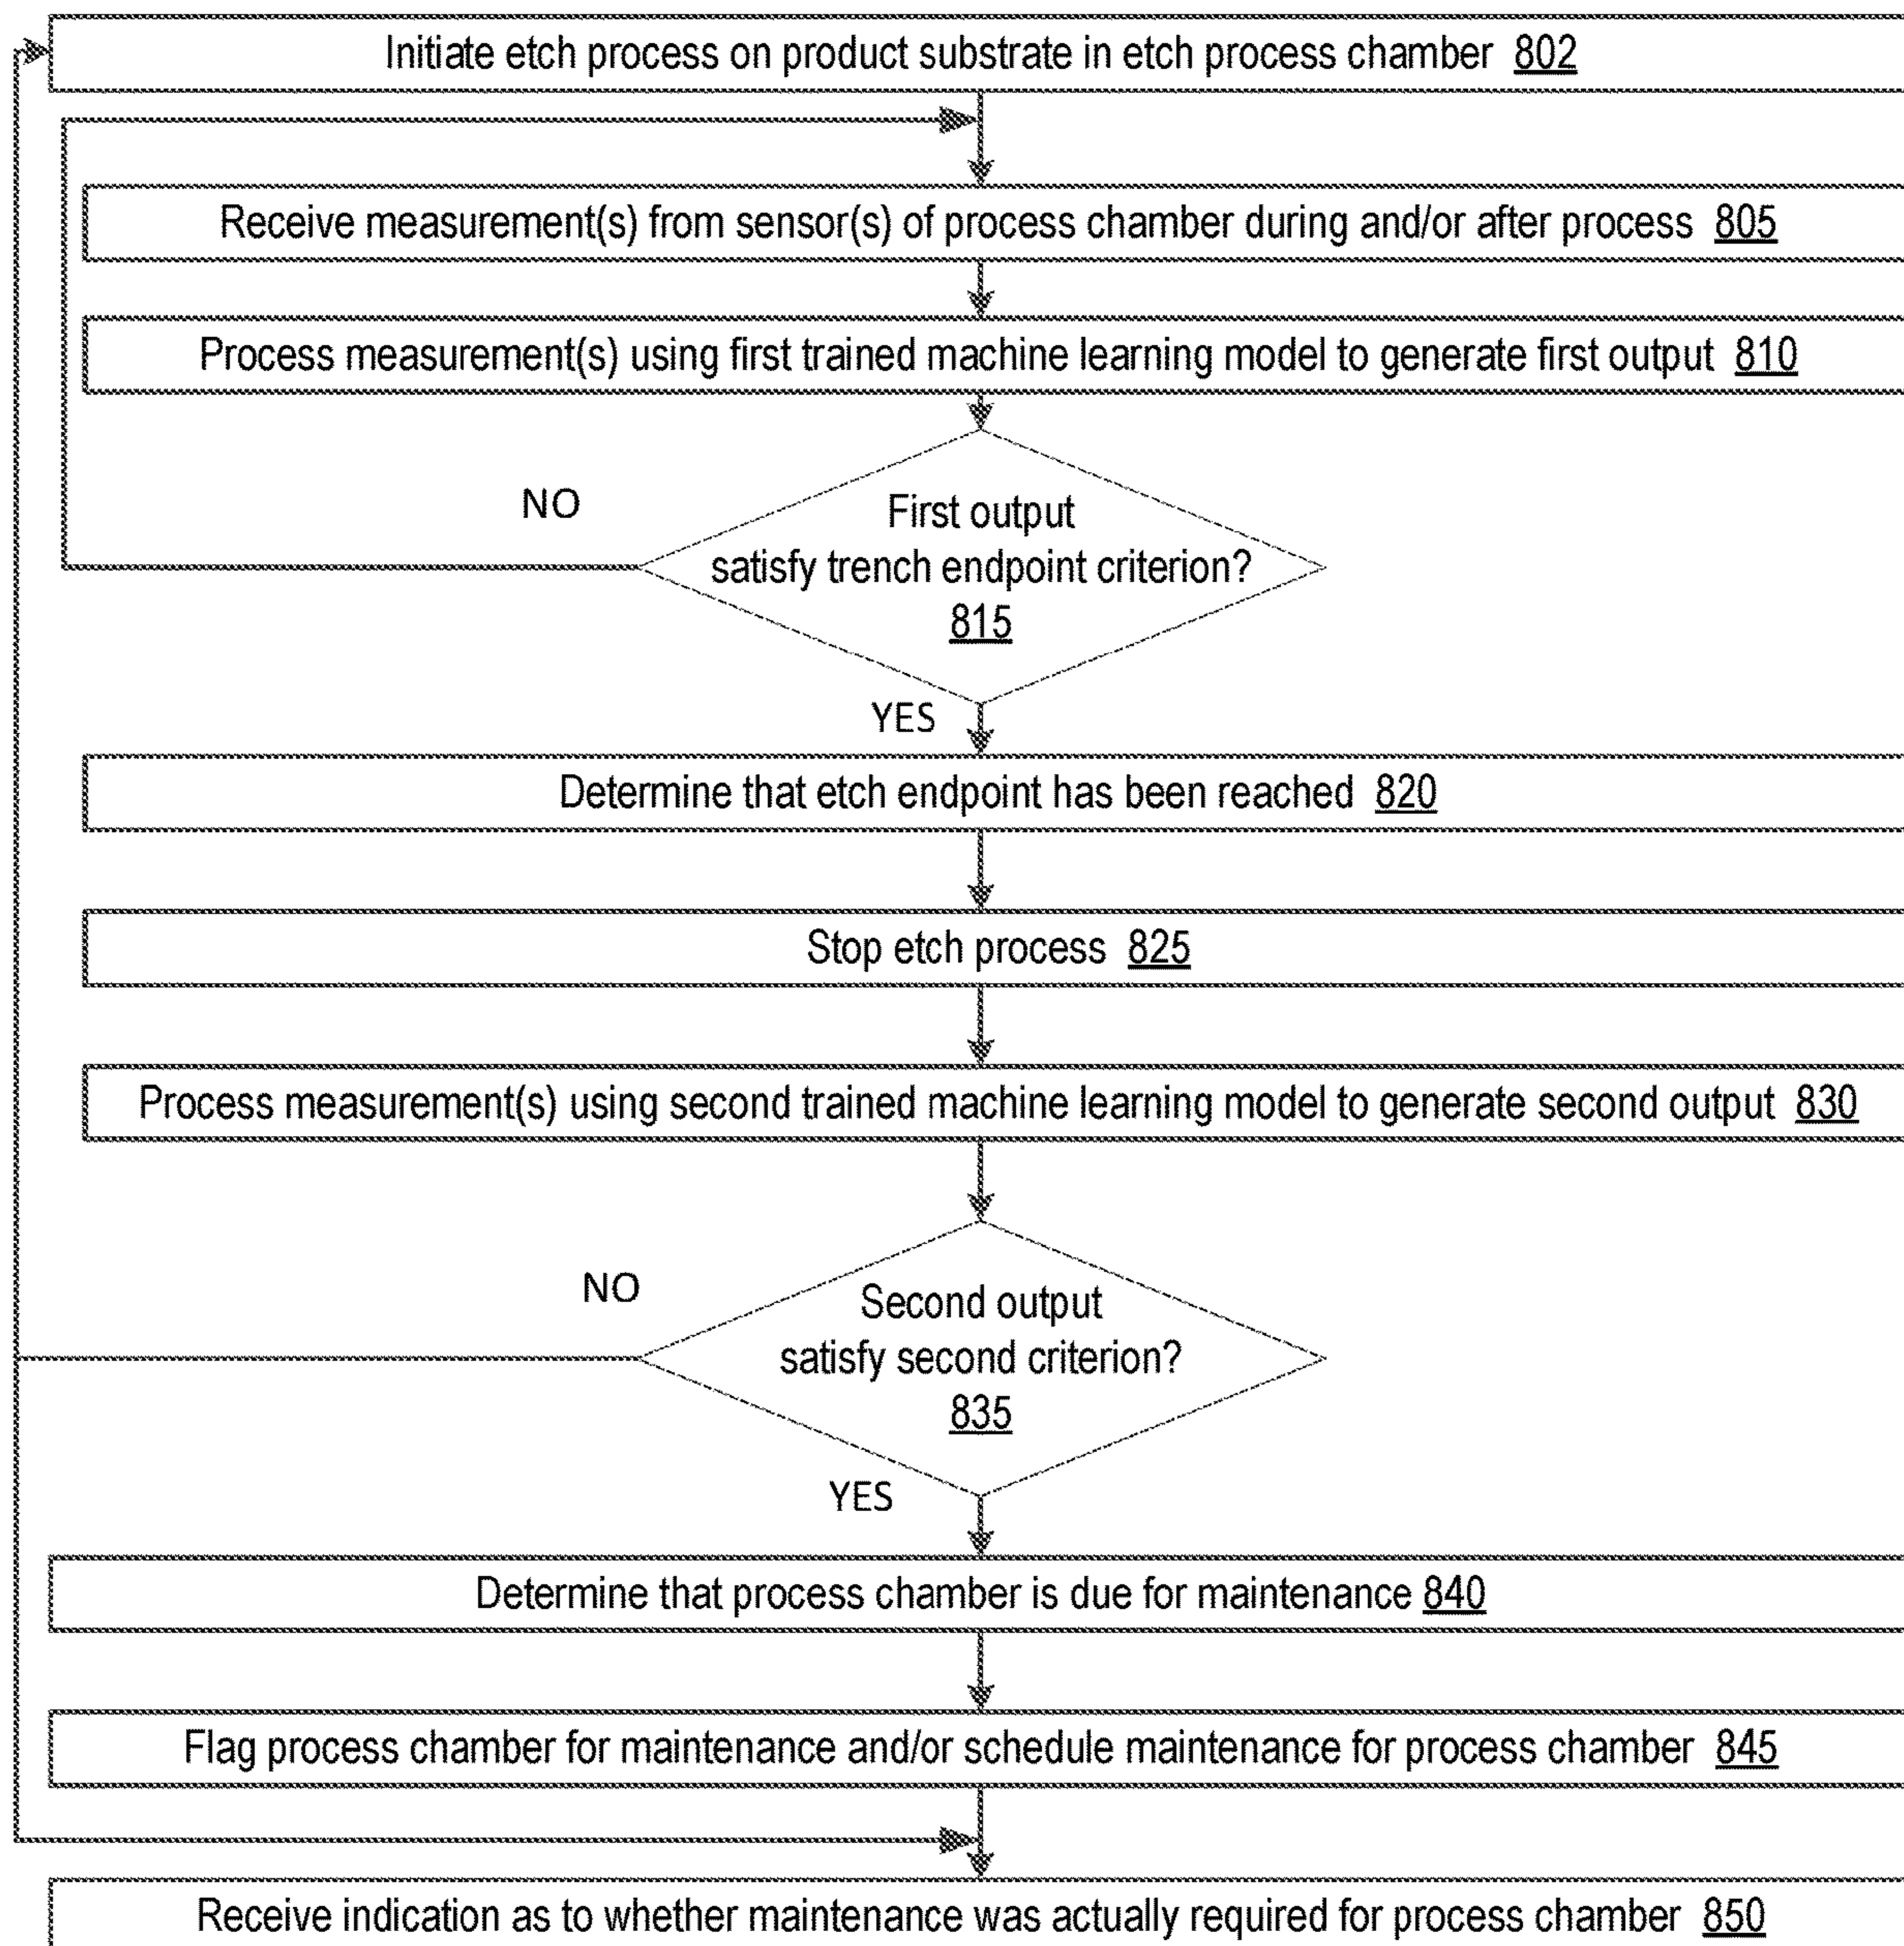 Initiate etch process on product substrate in etch process chamber 802
Receive measurement(s) from sensor(s) of process chamber during and/or after process 805
Process measurement(s) using first trained machine learning model to generate first output 810
NO
First output
satisfy trench endpoint criterion?
815
YES
Determine that etch endpoint has been reached 820
Stop etch process 825
Process measurement(s) using second trained machine learning model to generate second output 830
NO
Second output
satisfy second criterion?
835
YES
Determine that process chamber is due for maintenance 840
Flag process chamber for maintenance and/or schedule maintenance for process chamber 845
Receive indication as to whether maintenance was actually required for process chamber 850